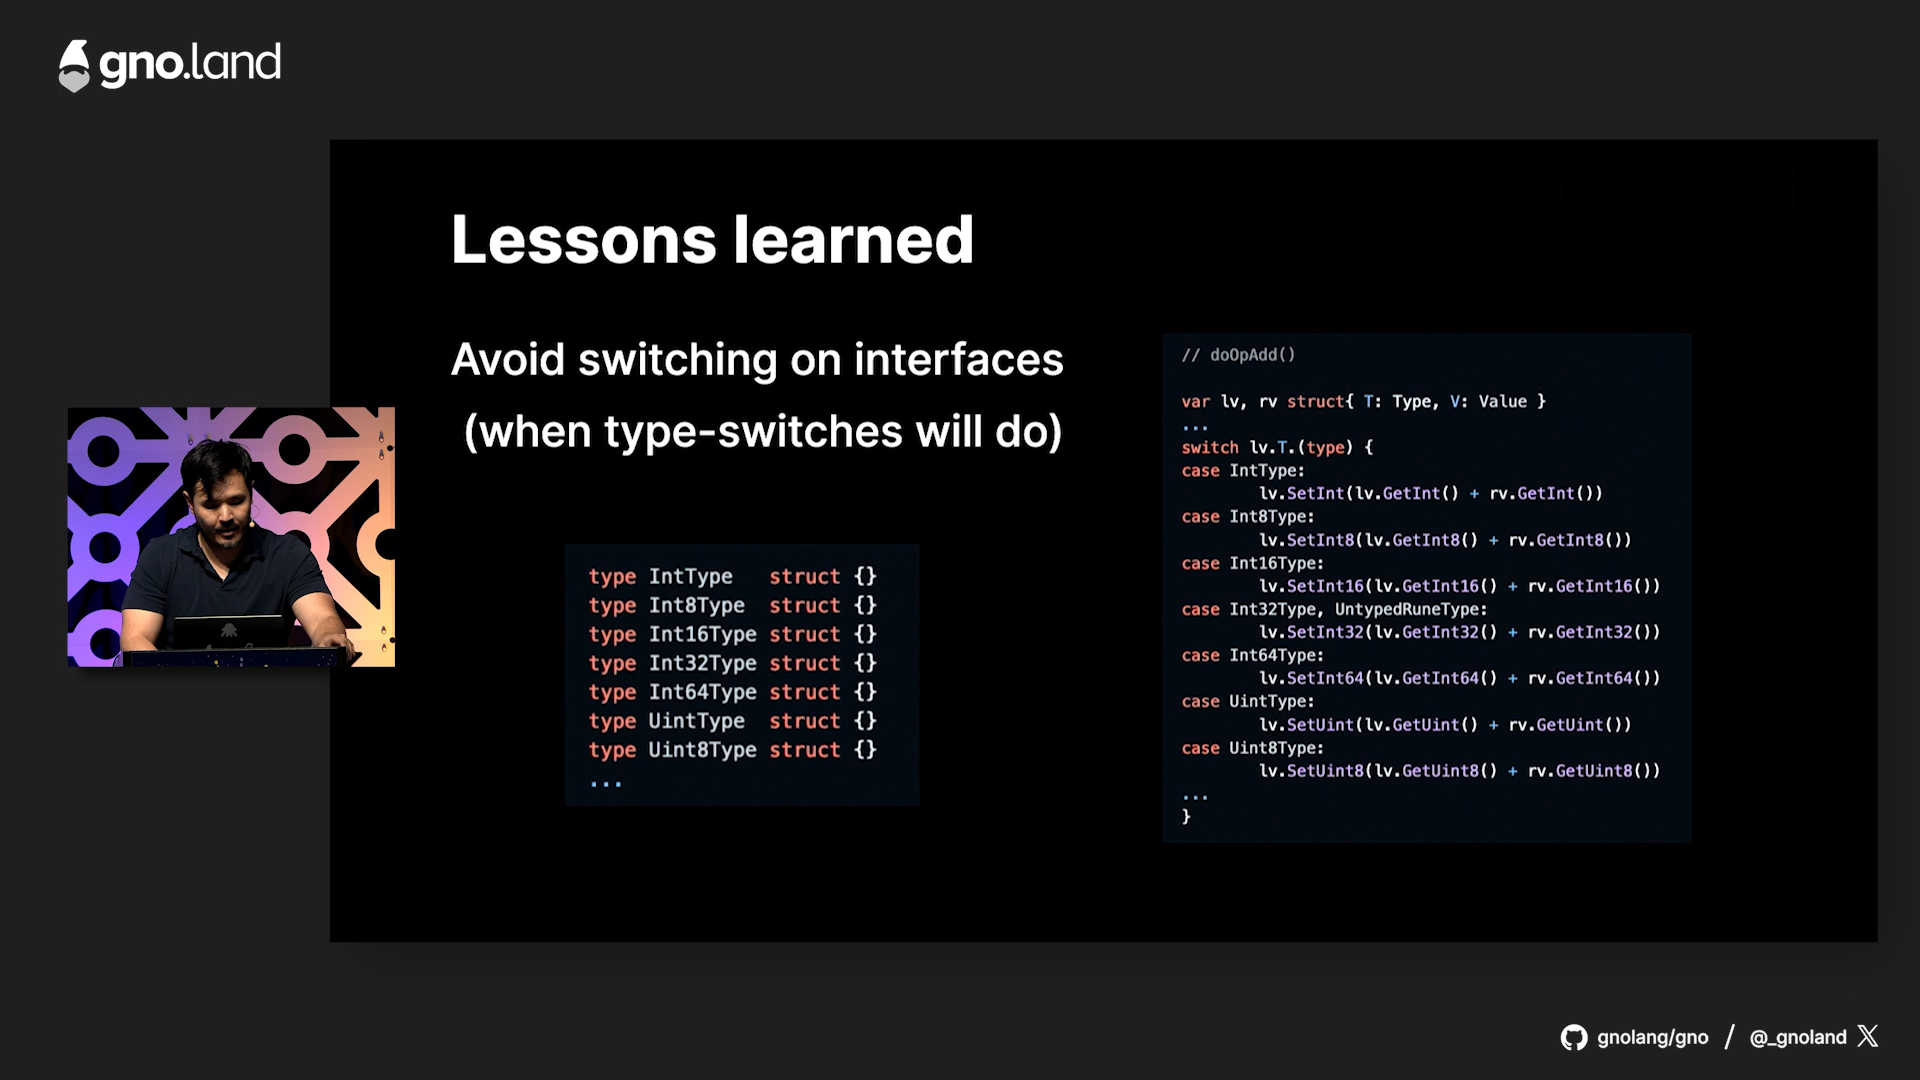 gno.land
Lessons learned
Avoid switching on interfaces
(when type-switches will do)
type IntType   struct {}
type Int8Type  struct {}
type Int16Type struct {}
type Int32Type struct {}
type Int64Type struct {}
type UintType  struct {}
type Uint8Type struct {}
...
// doOpAdd()
var lv, rv struct{ T: Type, V: Value }
...
switch lv.T.(type) {
case IntType:
        lv.SetInt(lv.GetInt() + rv.GetInt())
case Int8Type:
        lv.SetInt8(lv.GetInt8() + rv.GetInt8())
case Int16Type:
        lv.SetInt16(lv.GetInt16() + rv.GetInt16())
case Int32Type, UntypedRuneType:
        lv.SetInt32(lv.GetInt32() + rv.GetInt32())
case Int64Type:
        lv.SetInt64(lv.GetInt64() + rv.GetInt64())
case UintType:
        lv.SetUint(lv.GetUint() + rv.GetUint())
case Uint8Type:
        lv.SetUint8(lv.GetUint8() + rv.GetUint8())
...
}
gnolang/gno / @_gnoland X